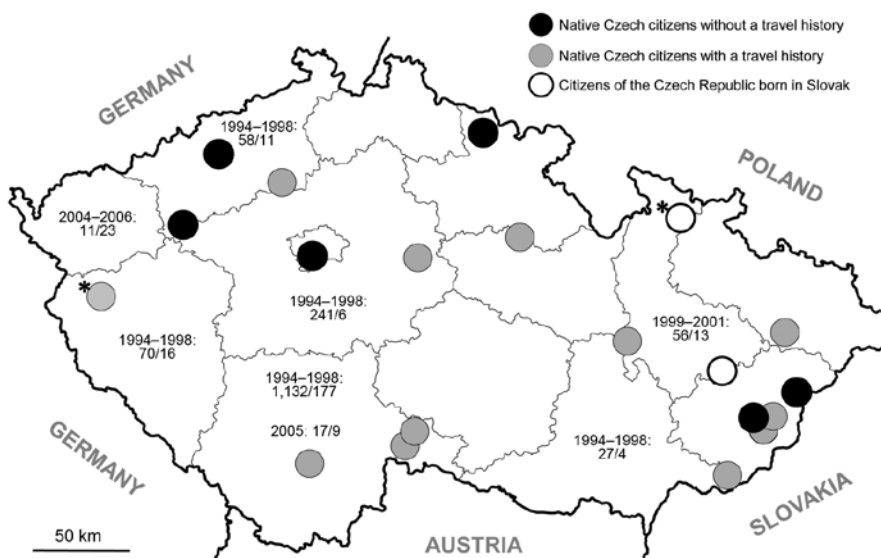 Native Czech citizens without a travel history
Native Czech citizens with a travel history
Citizens of the Czech Republic born in Slovak
GERMANY
POLAND
1994–1998:
58/11
2004–2006:
11/23
*
*
1994–1998:
241/6
1994–1998:
70/16
1999–2001:
56/13
1994–1998:
1,132/177
2005: 17/9
1994–1998:
27/4
GERMANY
SLOVAKIA
AUSTRIA
50 km